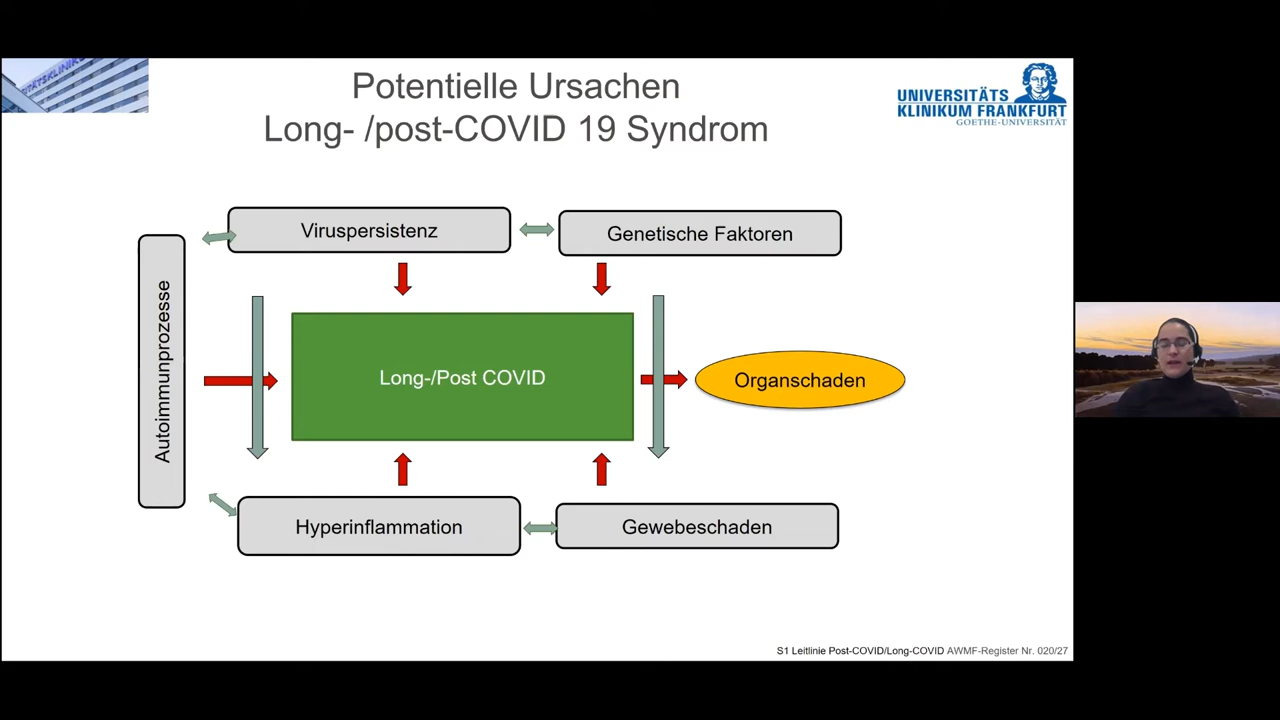 Potentielle Ursachen
Long- /post-COVID 19 Syndrom
UNIVERSITÄTS
KLINIKUM FRANKFURT
GOETHE-UNIVERSITÄT
Viruspersistenz
Genetische Faktoren
Autoimmunprozesse
Long-/Post COVID
Organschaden
Hyperinflammation
Gewebeschaden
S1 Leitlinie Post-COVID/Long-COVID AWMF-Register Nr. 020/27